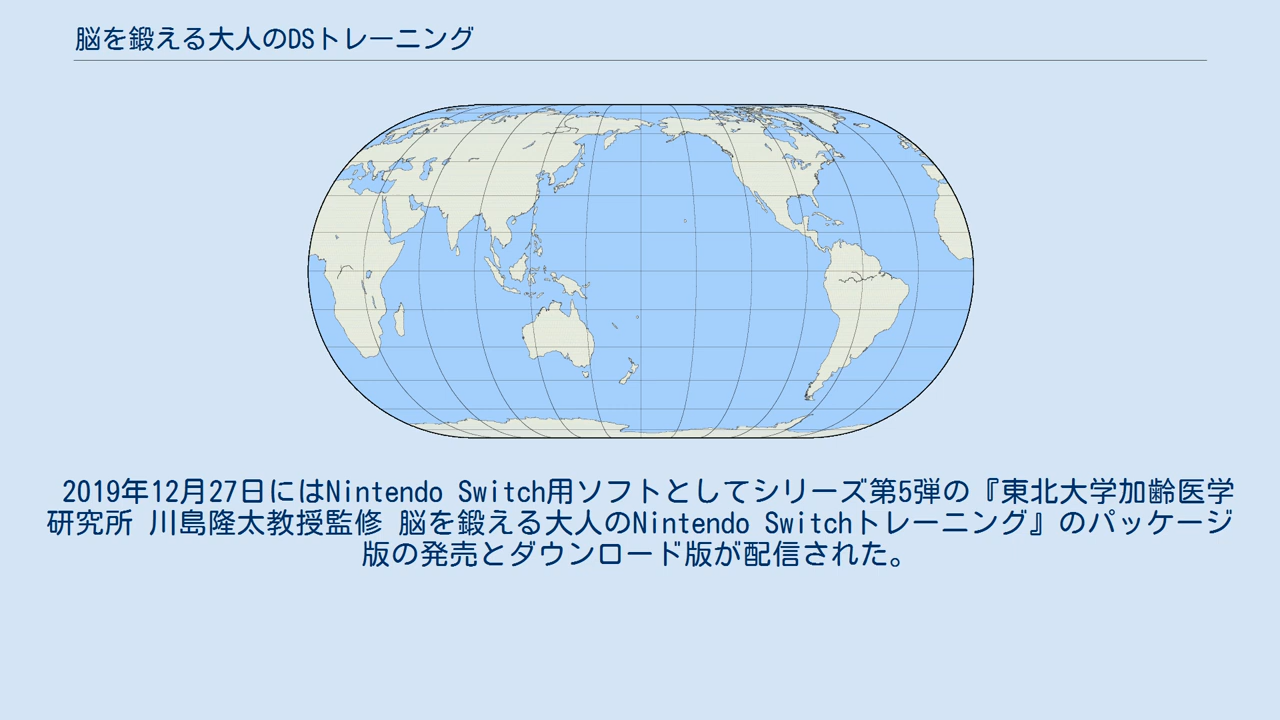 脳を鍛える大人のDSトレーニング
2019年12月27日にはNintendo Switch用ソフトとしてシリーズ第5弾の『東北大学加齢医学
研究所 川島隆太教授監修 脳を鍛える大人のNintendo Switchトレーニング』のパッケージ
版の発売とダウンロード版が配信された。